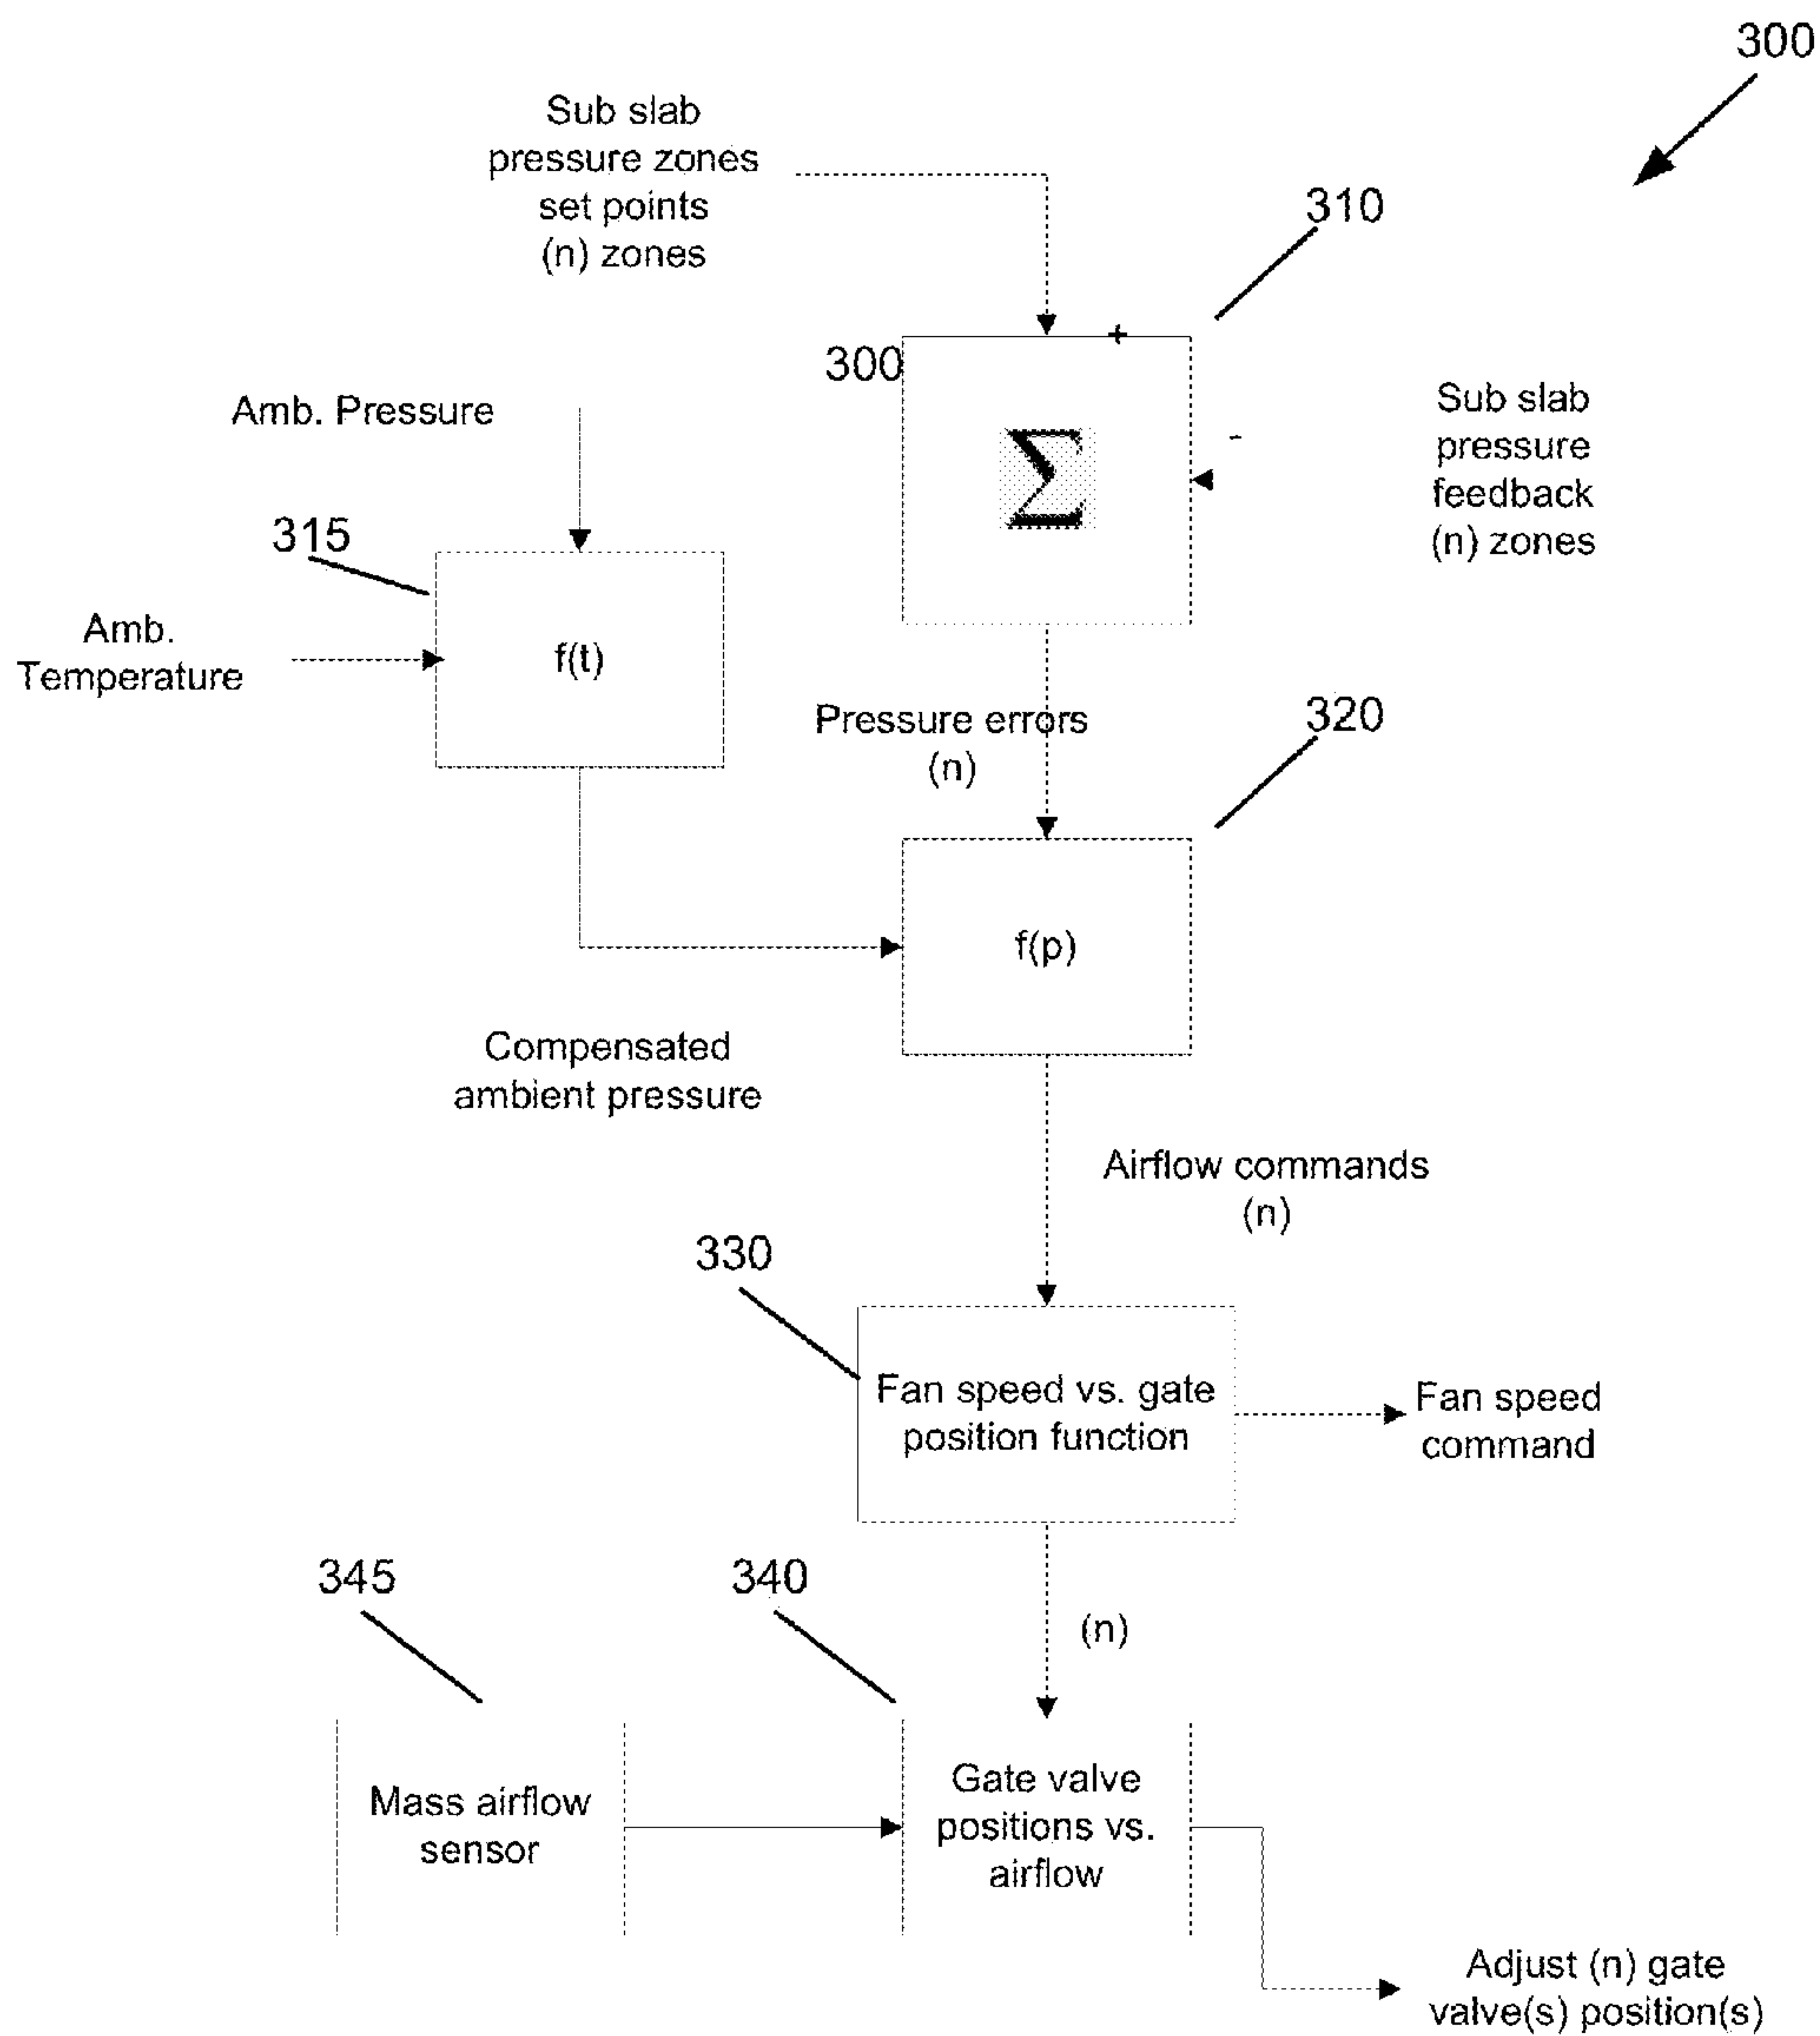 300
Sub slab
pressure zones
set points
(n) zones
310
+
300
Amb. Pressure
Σ
-
Sub slab
pressure
feedback
(n) zones
315
Amb.
Temperature
f(t)
Pressure errors
(n)
320
f(p)
Compensated
ambient pressure
Airflow commands
(n)
330
Fan speed vs. gate
position function
Fan speed
command
345
340
(n)
Mass airflow
sensor
Gate valve
positions vs.
airflow
Adjust (n) gate
valve(s) position(s)